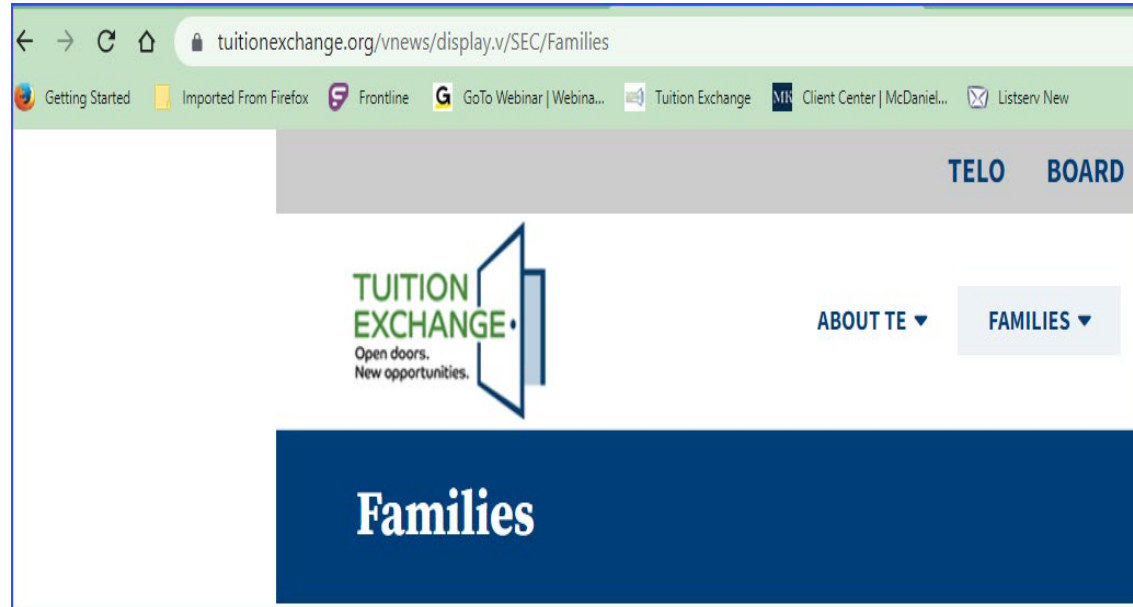 tuitionexchange.org/vnews/display.v/SEC/Families
Getting Started Imported From Firefox Frontline G GoTo Webinar | Webina... Tuition Exchange MK Client Center | McDaniel... Listserv New
TELO BOARD
TUITION
EXCHANGE
Open doors.
New opportunities.
ABOUT TE FAMILIES
Families